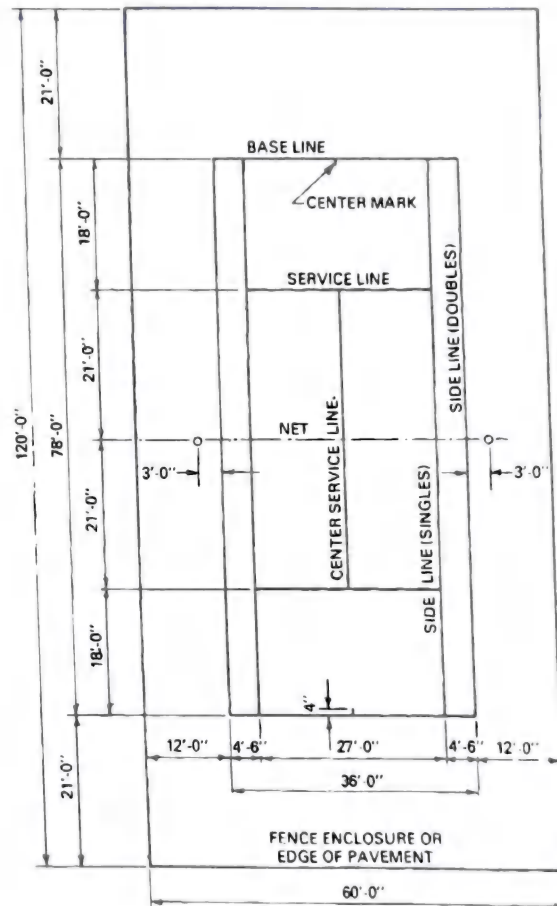 21'-0"
BASE LINE
CENTER MARK
18'-0"
SERVICE LINE
SIDE LINE (DOUBLES)
21'-0"
120'-0"
78'-0"
NET
3'-0"
3'-0"
CENTER SERVICE LINE
21'-0"
SIDE LINE (SINGLES)
18'-0"
4"
12'-0"
4'-6"
27'-0"
4'-6"
12'-0"
21'-0"
36'-0"
FENCE ENCLOSURE OR
EDGE OF PAVEMENT
60'-0"